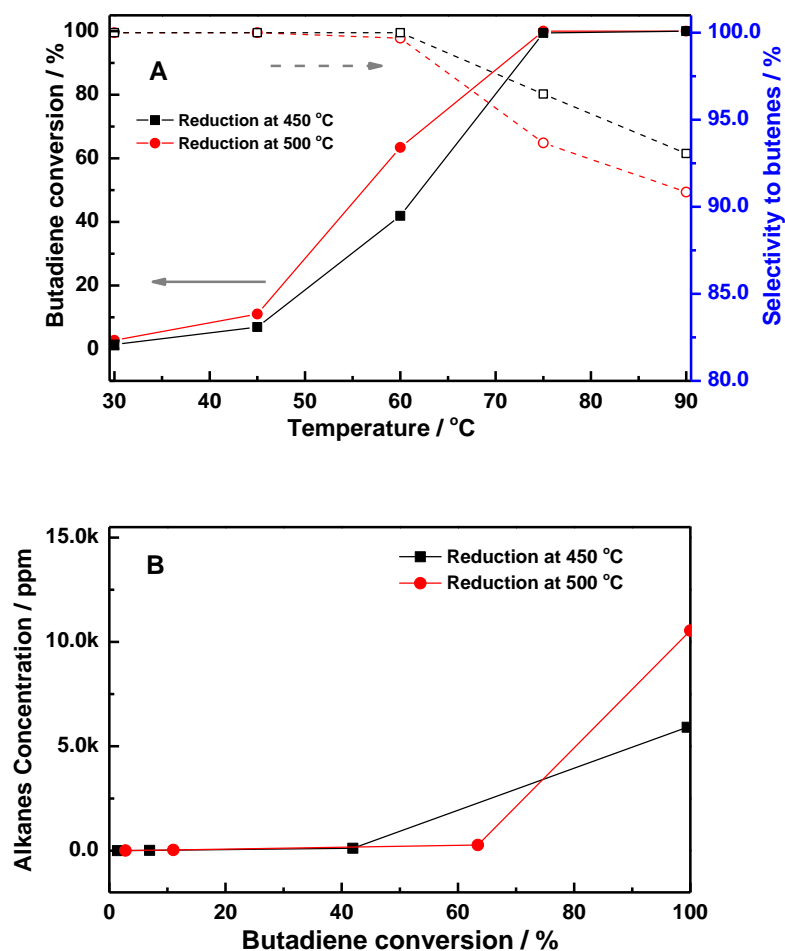 A
Butadiene conversion / %
100
80
60
40
20
0
Reduction at 450 °C
Reduction at 500 °C
100.0
95.0
90.0
85.0
80.0
Selectivity to butenes / %
30 40 50 60 70 80 90
Temperature / °C
B
Alkanes Concentration / ppm
15.0k
10.0k
5.0k
0.0
Reduction at 450 °C
Reduction at 500 °C
0 20 40 60 80 100
Butadiene conversion / %